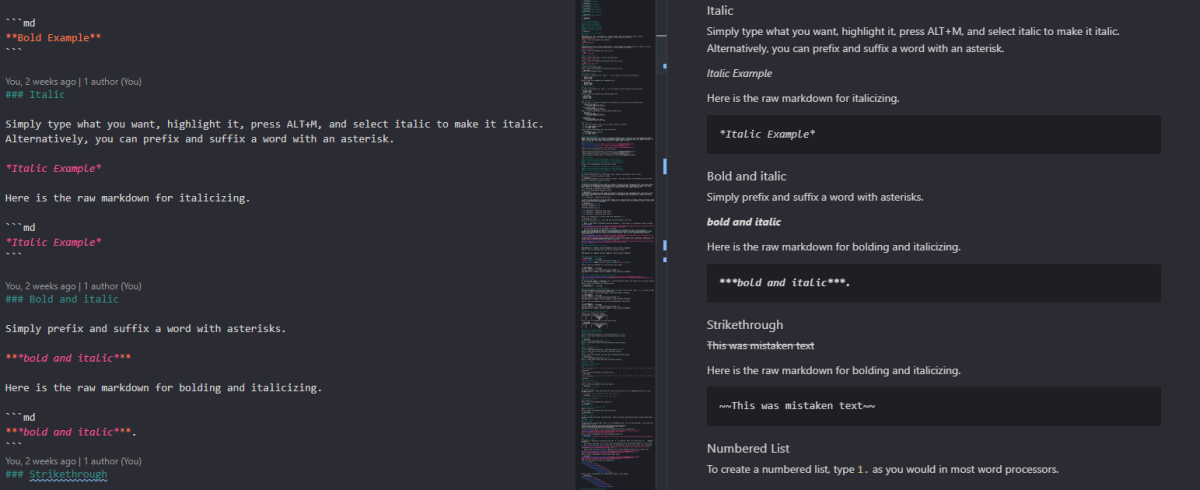 ```md
**Bold Example**
```
You, 2 weeks ago | 1 author (You)
### Italic
Simply type what you want, highlight it, press ALT+M, and select italic to make it italic.
Alternatively, you can prefix and suffix a word with an asterisk.
*Italic Example*
Here is the raw markdown for italicizing.
```md
*Italic Example*
```
You, 2 weeks ago | 1 author (You)
### Bold and italic
Simply prefix and suffix a word with asterisks.
***bold and italic***
Here is the raw markdown for bolding and italicizing.
```md
***bold and italic***.
```
You, 2 weeks ago | 1 author (You)
### Strikethrough
Italic
Simply type what you want, highlight it, press ALT+M, and select italic to make it italic.
Alternatively, you can prefix and suffix a word with an asterisk.
Italic Example
Here is the raw markdown for italicizing.
*Italic Example*
Bold and italic
Simply prefix and suffix a word with asterisks.
bold and italic
Here is the raw markdown for bolding and italicizing.
***bold and italic***.
Strikethrough
This was mistaken text
Here is the raw markdown for bolding and italicizing.
~~This was mistaken text~~
Numbered List
To create a numbered list, type 1. as you would in most word processors.